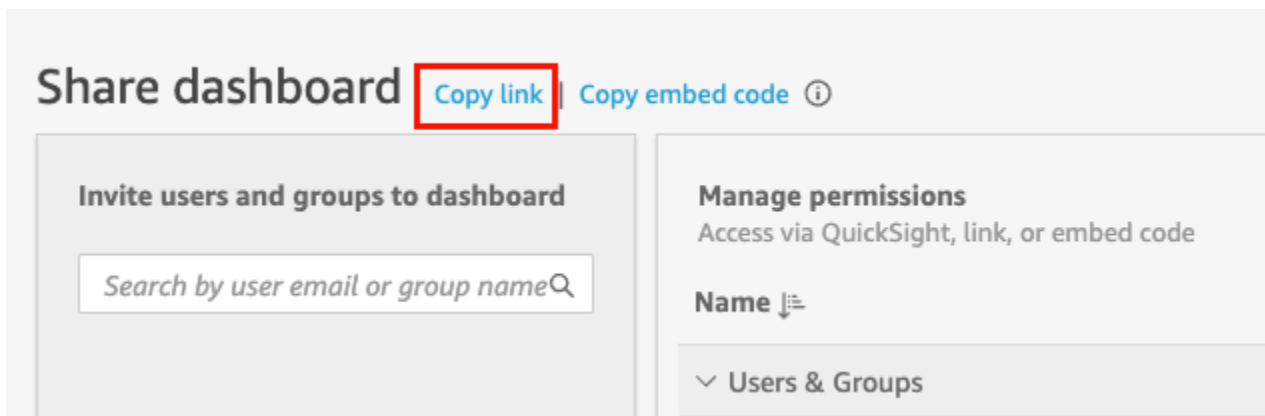 Share dashboard Copy link | Copy embed code
Invite users and groups to dashboard
Search by user email or group name
Manage permissions
Access via QuickSight, link, or embed code
Name
Users & Groups